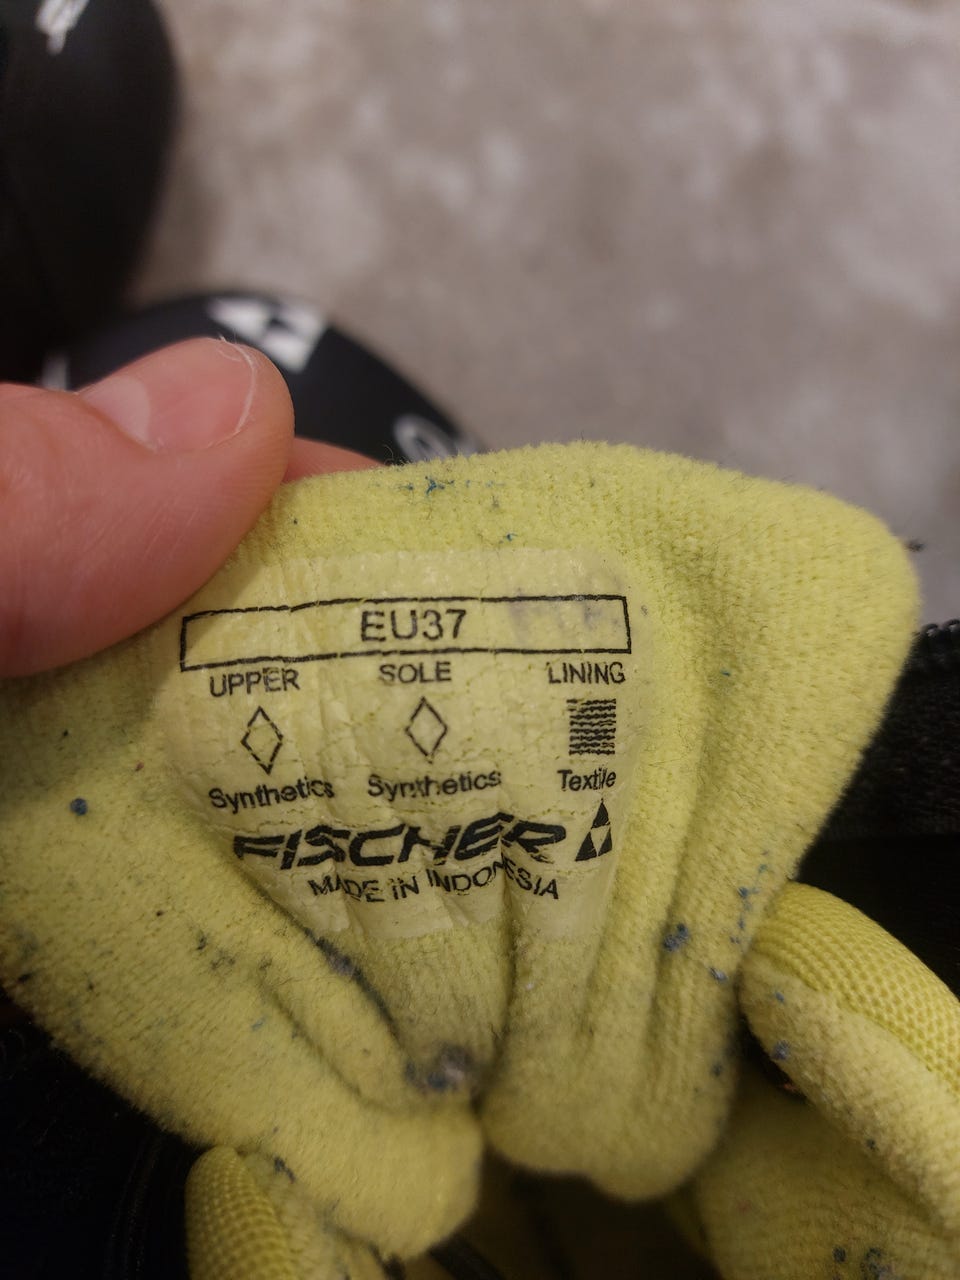 EU37
UPPER SOLE LINING
Synthetics Synthetics Textile
FISCHER
MADE IN INDONESIA